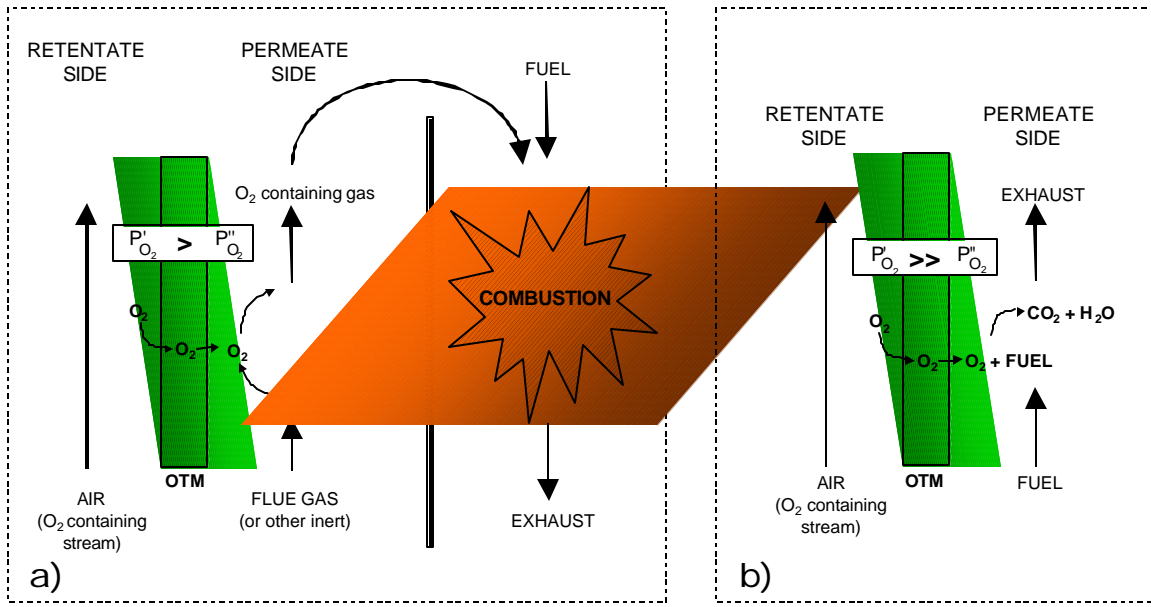 RETENTATE
SIDE
PERMEATE
SIDE
FUEL
O₂ containing gas
P'O₂ > P''O₂
COMBUSTION
O₂
O₂
O₂
OTM
AIR
(O₂ containing
stream)
FLUE GAS
(or other inert)
EXHAUST
a)
RETENTATE
SIDE
PERMEATE
SIDE
EXHAUST
P'O₂ >> P''O₂
O₂
CO₂ + H₂O
O₂
O₂ + FUEL
OTM
AIR
(O₂ containing
stream)
FUEL
b)